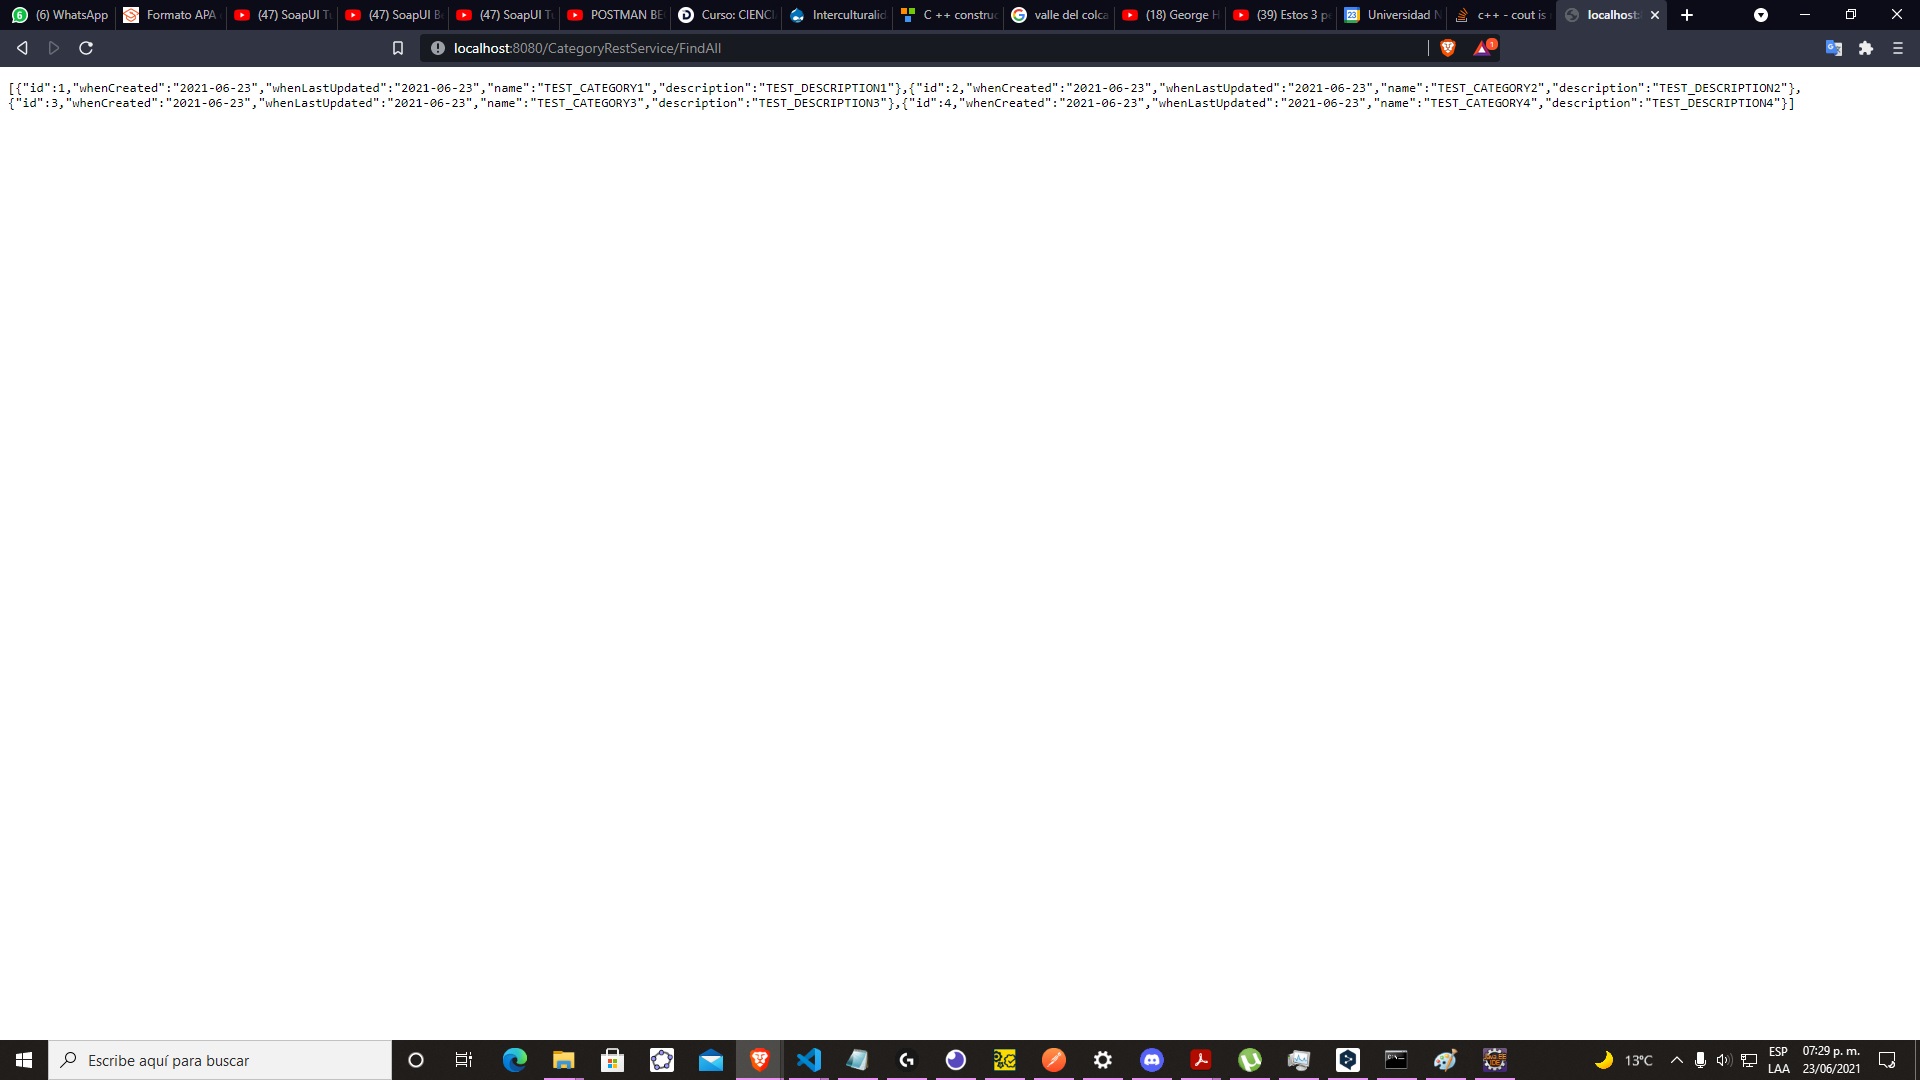 (6) WhatsApp
Formato APA
(47) SoapUI Tu
(47) SoapUI Be
(47) SoapUI Tu
POSTMAN BE
Curso: CIENCI
Interculturalid
C ++ construc
valle del colca
(18) George H
(39) Estos 3 p
Universidad N
c++ - cout is
localhost:
localhost:8080/CategoryRestService/FindAll
1
[{"id":1,"whenCreated":"2021-06-23","whenLastUpdated":"2021-06-23","name":"TEST_CATEGORY1","description":"TEST_DESCRIPTION1"},{"id":2,"whenCreated":"2021-06-23","whenLastUpdated":"2021-06-23","name":"TEST_CATEGORY2","description":"TEST_DESCRIPTION2"},
{"id":3,"whenCreated":"2021-06-23","whenLastUpdated":"2021-06-23","name":"TEST_CATEGORY3","description":"TEST_DESCRIPTION3"},{"id":4,"whenCreated":"2021-06-23","whenLastUpdated":"2021-06-23","name":"TEST_CATEGORY4","description":"TEST_DESCRIPTION4"}]
Escribe aquí para buscar
13°C
ESP
LAA
07:29 p. m.
23/06/2021